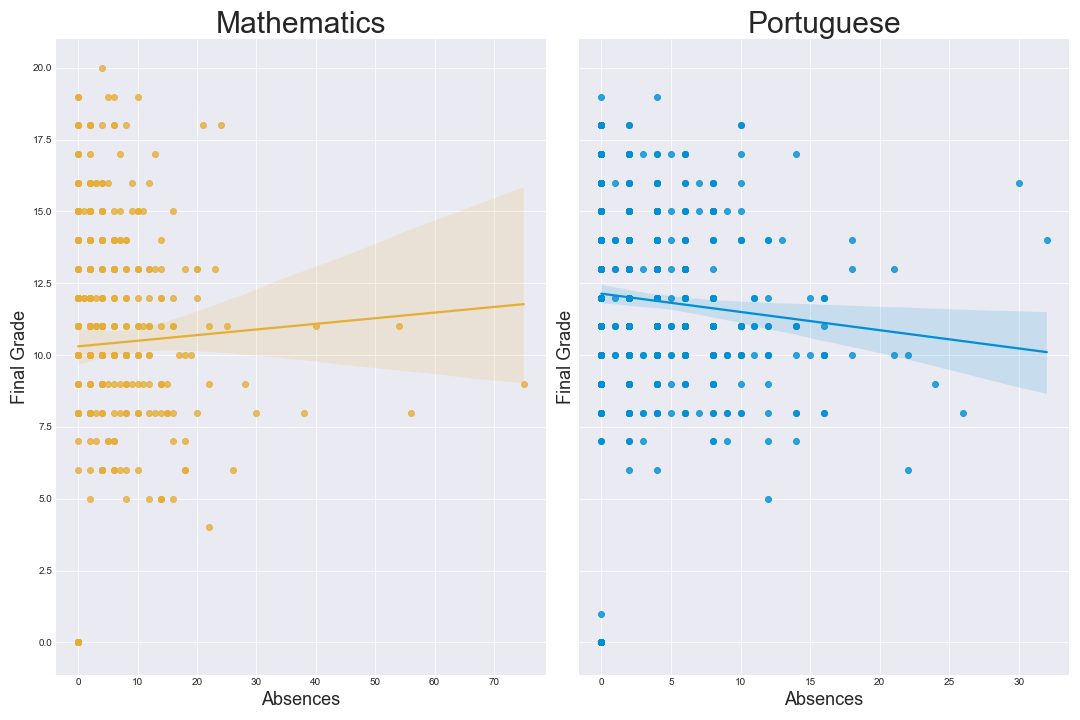 Mathematics
Portuguese
Final Grade
20.0
17.5
15.0
12.5
10.0
7.5
5.0
2.5
0.0
0 10 20 30 40 50 60 70
Absences
Final Grade
0 5 10 15 20 25 30
Absences